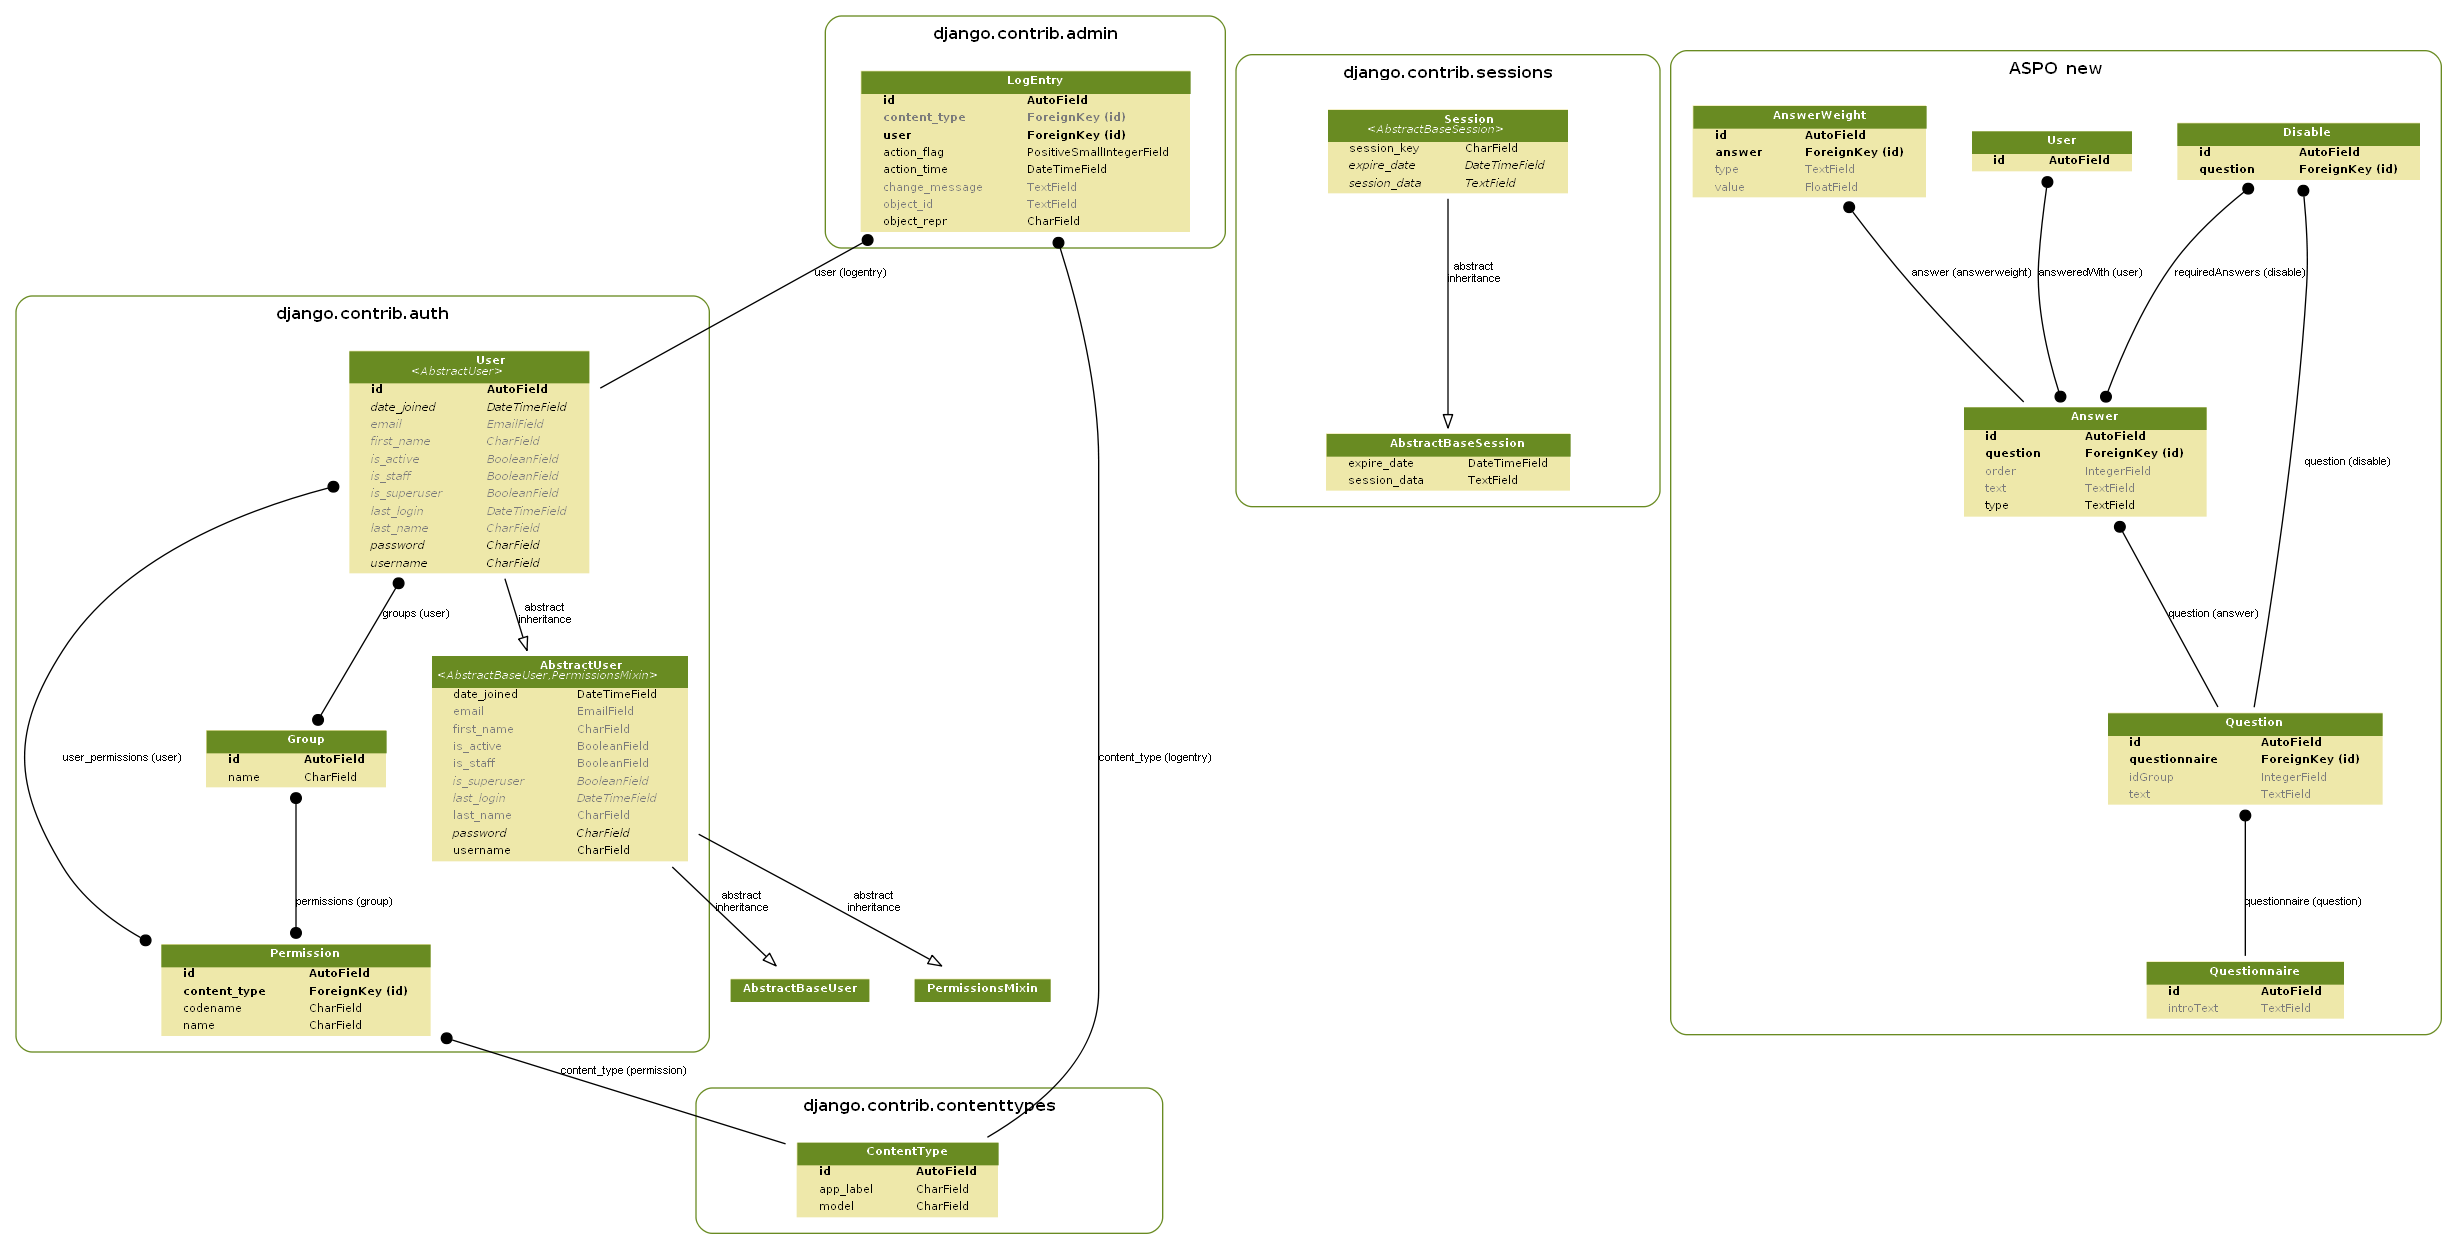 django.contrib.admin
LogEntry
id AutoField
content_type ForeignKey (id)
user ForeignKey (id)
action_flag PositiveSmallIntegerField
action_time DateTimeField
change_message TextField
object_id TextField
object_repr CharField
user (logentry)
content_type (logentry)
django.contrib.auth
User
<AbstractUser>
id AutoField
date_joined DateTimeField
email EmailField
first_name CharField
is_active BooleanField
is_staff BooleanField
is_superuser BooleanField
last_login DateTimeField
last_name CharField
password CharField
username CharField
groups (user)
abstract
inheritance
user_permissions (user)
AbstractUser
<AbstractBaseUser,PermissionsMixin>
date_joined DateTimeField
email EmailField
first_name CharField
is_active BooleanField
is_staff BooleanField
is_superuser BooleanField
last_login DateTimeField
last_name CharField
password CharField
username CharField
Group
id AutoField
name CharField
permissions (group)
abstract
inheritance
abstract
inheritance
Permission
id AutoField
content_type ForeignKey (id)
codename CharField
name CharField
AbstractBaseUser
PermissionsMixin
content_type (permission)
django.contrib.contenttypes
ContentType
id AutoField
app_label CharField
model CharField
django.contrib.sessions
Session
<AbstractBaseSession>
session_key CharField
expire_date DateTimeField
session_data TextField
abstract
inheritance
AbstractBaseSession
expire_date DateTimeField
session_data TextField
ASPO new
AnswerWeight
id AutoField
answer ForeignKey (id)
type TextField
value FloatField
User
id AutoField
Disable
id AutoField
question ForeignKey (id)
answer (answerweight)
answeredWith (user)
requiredAnswers (disable)
question (disable)
Answer
id AutoField
question ForeignKey (id)
order IntegerField
text TextField
type TextField
question (answer)
Question
id AutoField
questionnaire ForeignKey (id)
idGroup IntegerField
text TextField
questionnaire (question)
Questionnaire
id AutoField
introText TextField